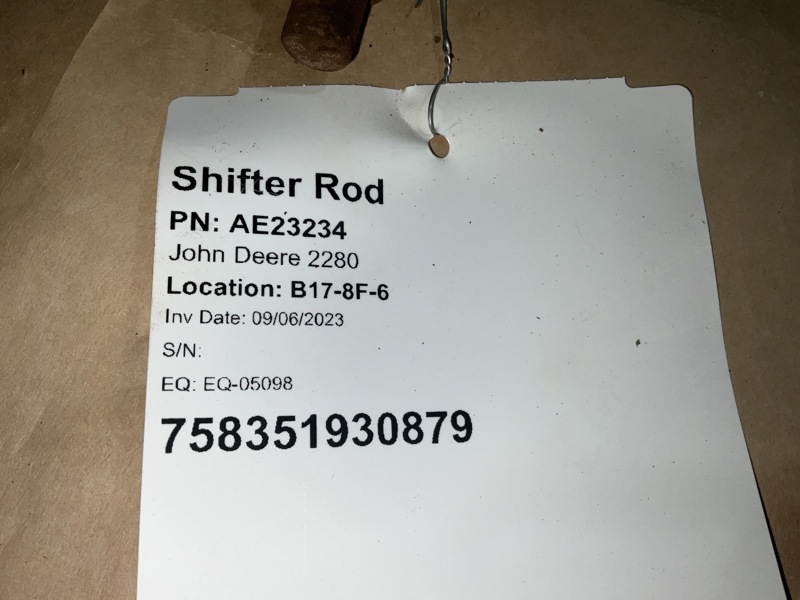 Shifter Rod
PN: AE23234
John Deere 2280
Location: B17-8F-6
Inv Date: 09/06/2023
S/N:
EQ: EQ-05098
758351930879